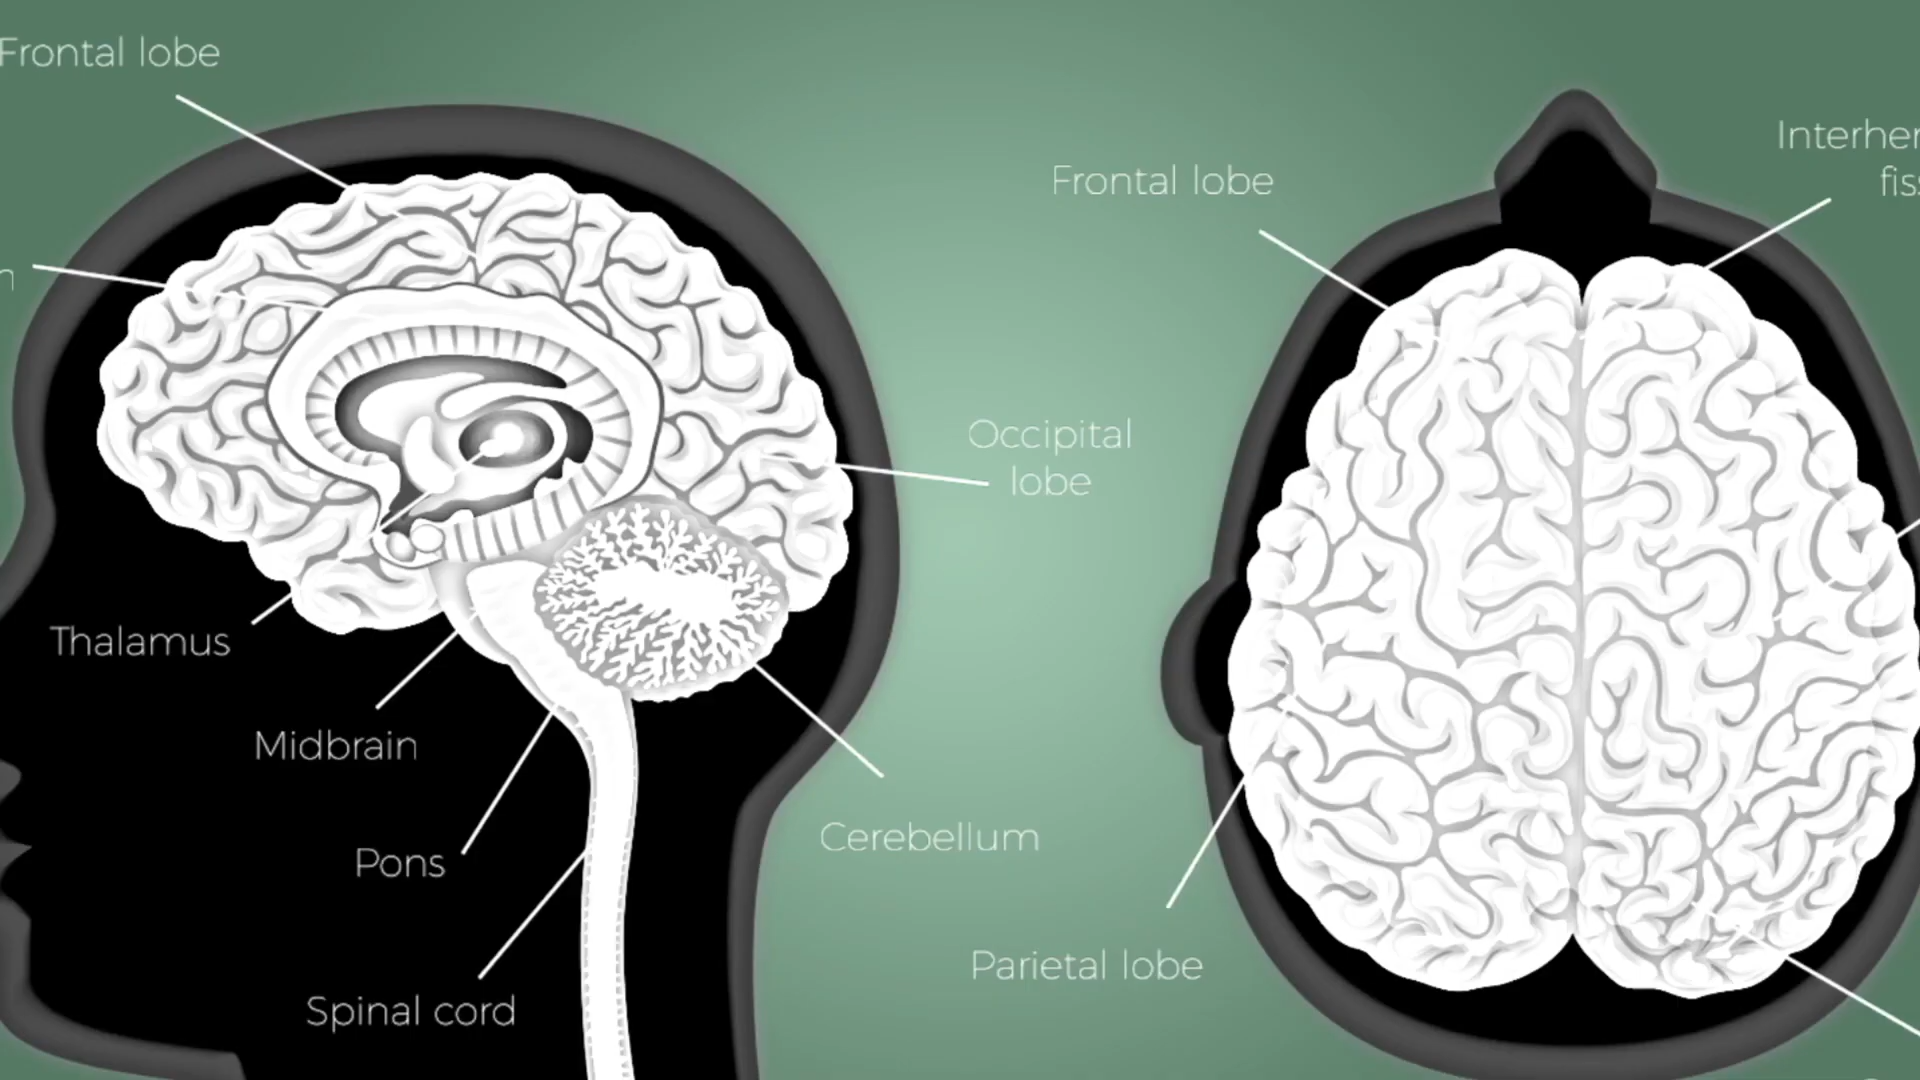 Frontal lobe
Thalamus
Midbrain
Pons
Spinal cord
Occipital
lobe
Cerebellum
Frontal lobe
Parietal lobe